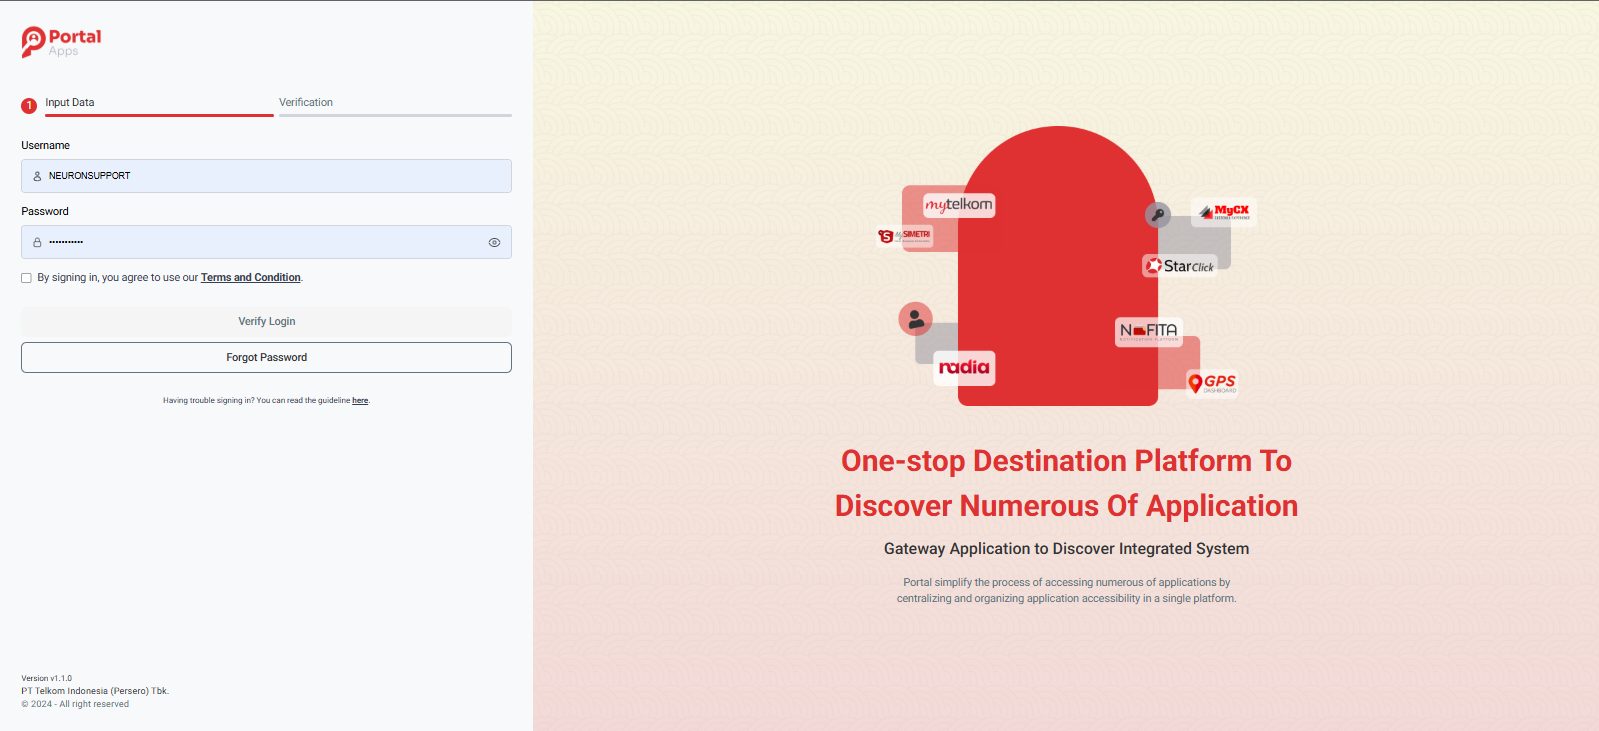 Portal
Apps
1 Input Data
Verification
Username
NEURONSUPPORT
Password
•••••••••••
By signing in, you agree to use our Terms and Condition.
Verify Login
Forgot Password
Having trouble signing in? You can read the guideline here.
Version v1.1.0
PT Telkom Indonesia (Persero) Tbk.
© 2024 - All right reserved
mytelkom
MySIMETRI
MyCX
StarClick
NOFITA
radia
GPS
DASHBOARD
One-stop Destination Platform To
Discover Numerous Of Application
Gateway Application to Discover Integrated System
Portal simplify the process of accessing numerous of applications by
centralizing and organizing application accessibility in a single platform.